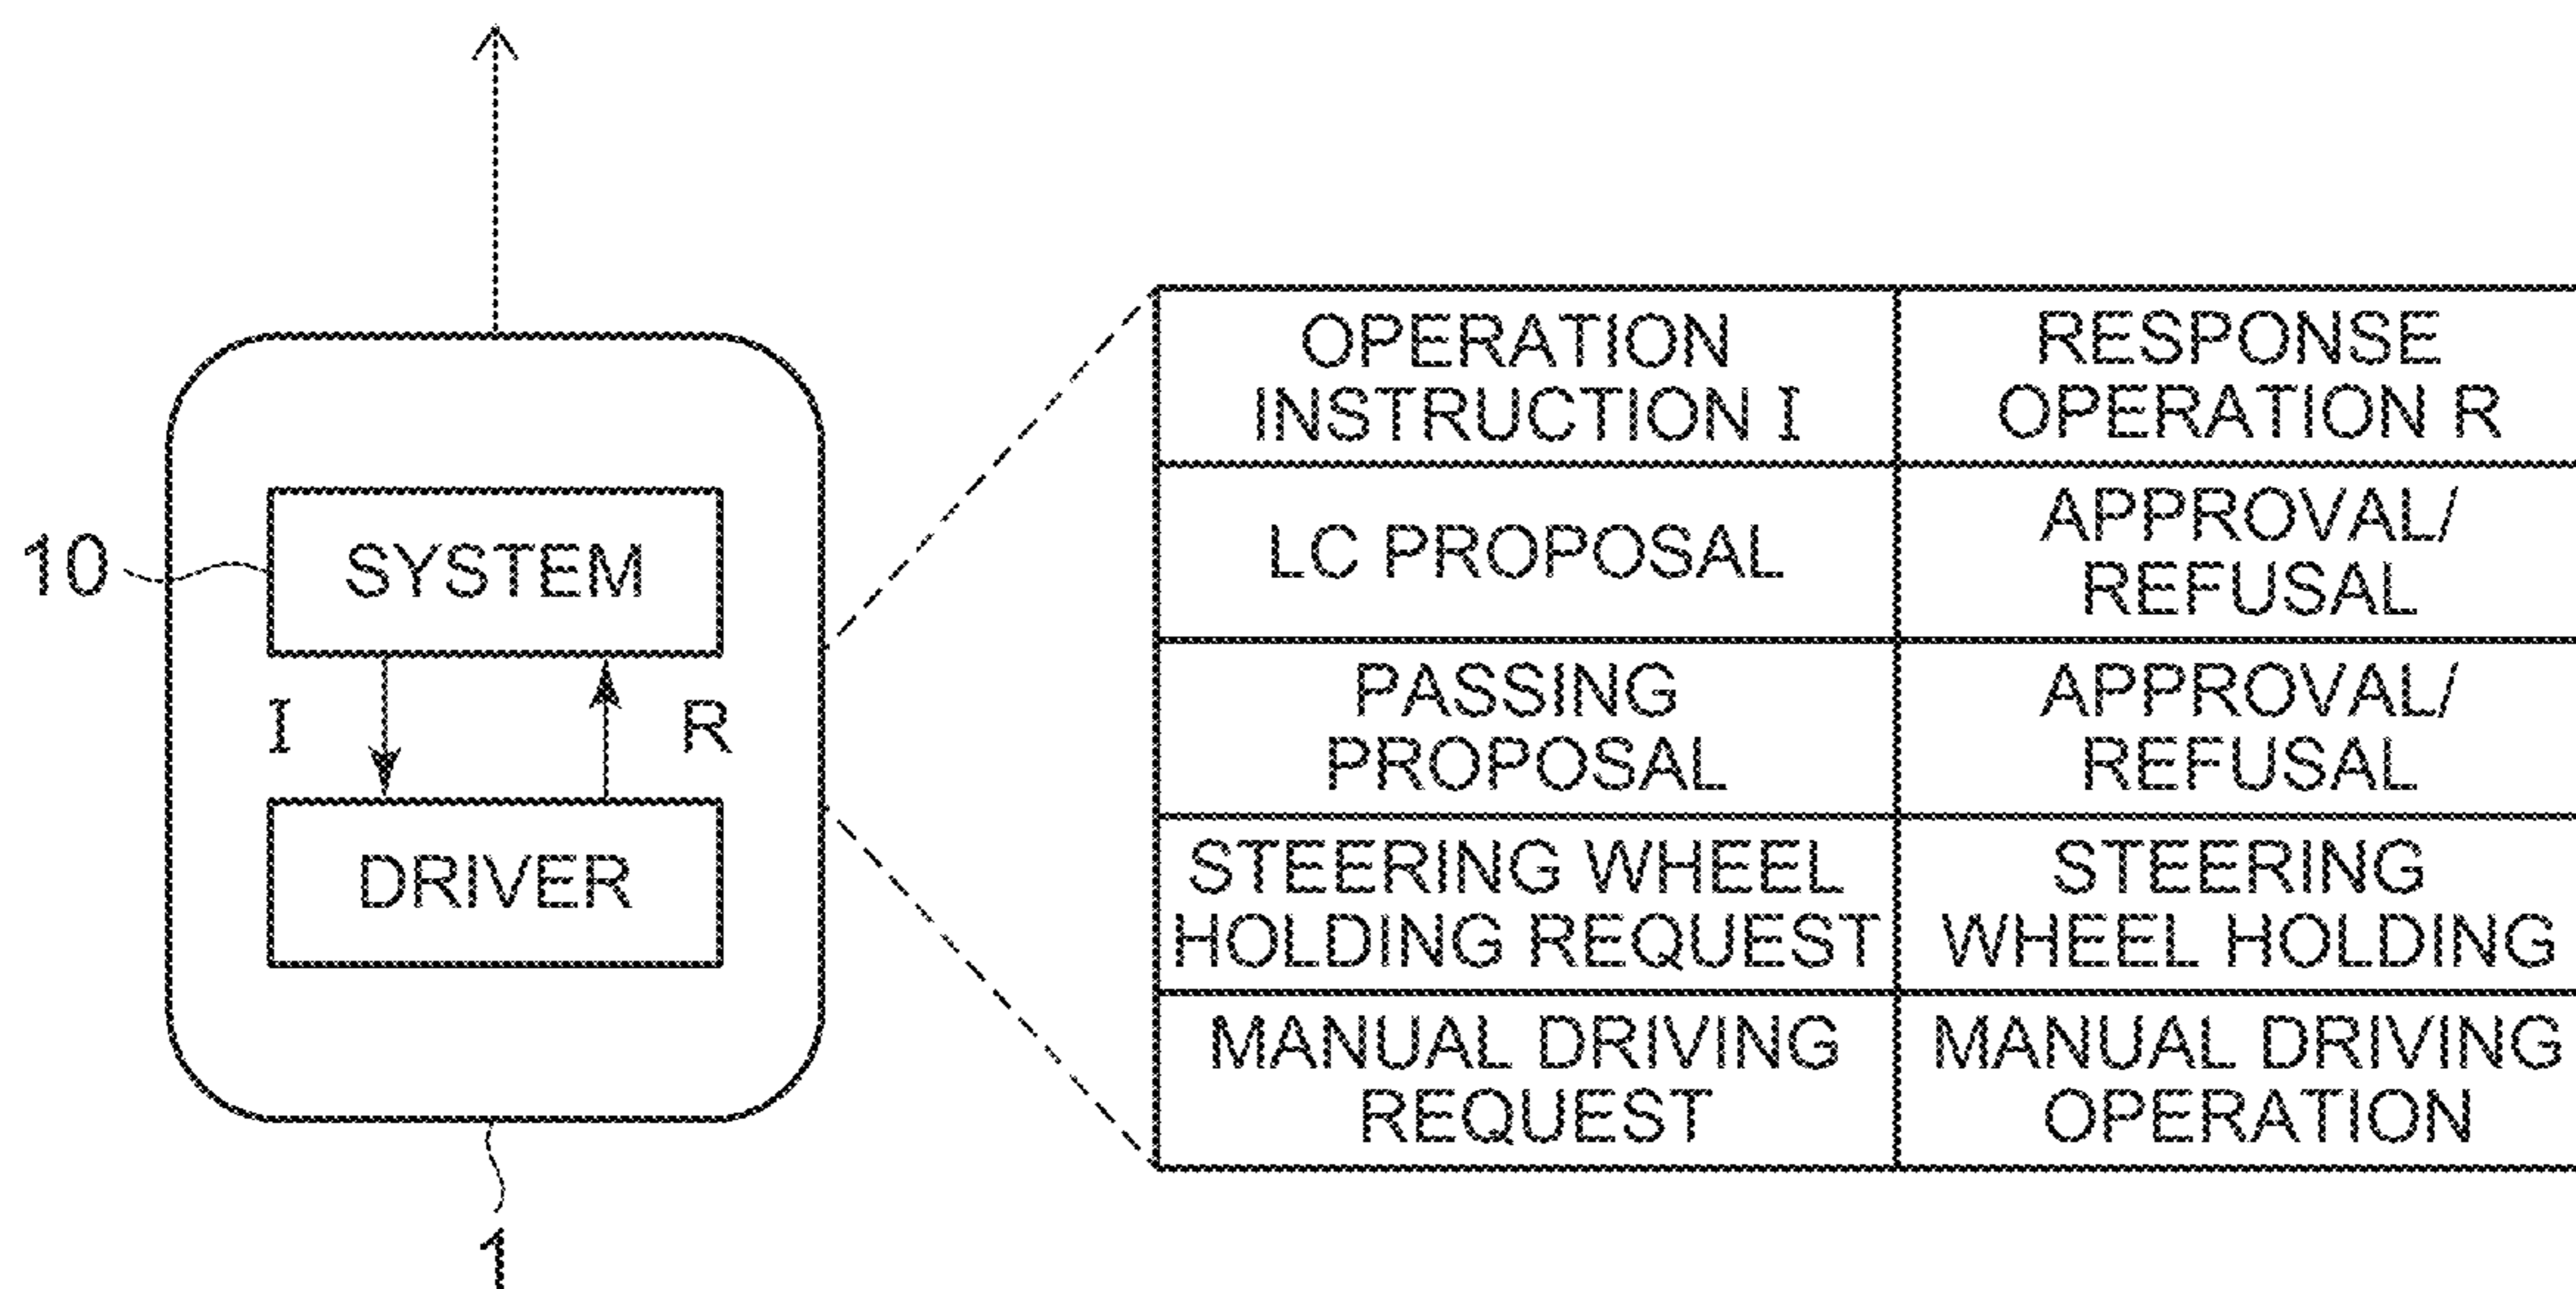 10
SYSTEM
I
R
DRIVER
1
OPERATION
INSTRUCTION I
RESPONSE
OPERATION R
LC PROPOSAL
APPROVAL/
REFUSAL
PASSING
PROPOSAL
APPROVAL/
REFUSAL
STEERING WHEEL
HOLDING REQUEST
STEERING
WHEEL HOLDING
MANUAL DRIVING
REQUEST
MANUAL DRIVING
OPERATION